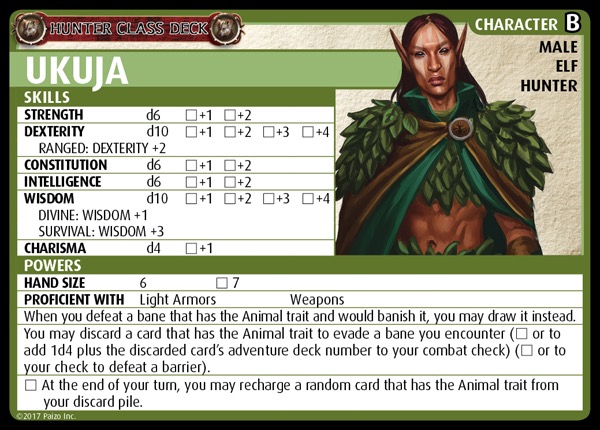 HUNTER CLASS DECK
CHARACTER B
UKUJA
MALE
ELF
HUNTER
SKILLS
STRENGTH d6 ☐ +1 ☐ +2
DEXTERITY d10 ☐ +1 ☐ +2 ☐ +3 ☐ +4
RANGED: DEXTERITY +2
CONSTITUTION d6 ☐ +1 ☐ +2
INTELLIGENCE d6 ☐ +1 ☐ +2
WISDOM d10 ☐ +1 ☐ +2 ☐ +3 ☐ +4
DIVINE: WISDOM +1
SURVIVAL: WISDOM +3
CHARISMA d4 ☐ +1
POWERS
HAND SIZE 6 ☐ 7
PROFICIENT WITH Light Armors Weapons
When you defeat a bane that has the Animal trait and would banish it, you may draw it instead.
You may discard a card that has the Animal trait to evade a bane you encounter (☐ or to
add 1d4 plus the discarded card's adventure deck number to your combat check) (☐ or to
your check to defeat a barrier).
☐ At the end of your turn, you may recharge a random card that has the Animal trait from
your discard pile.
©2017 Paizo Inc.